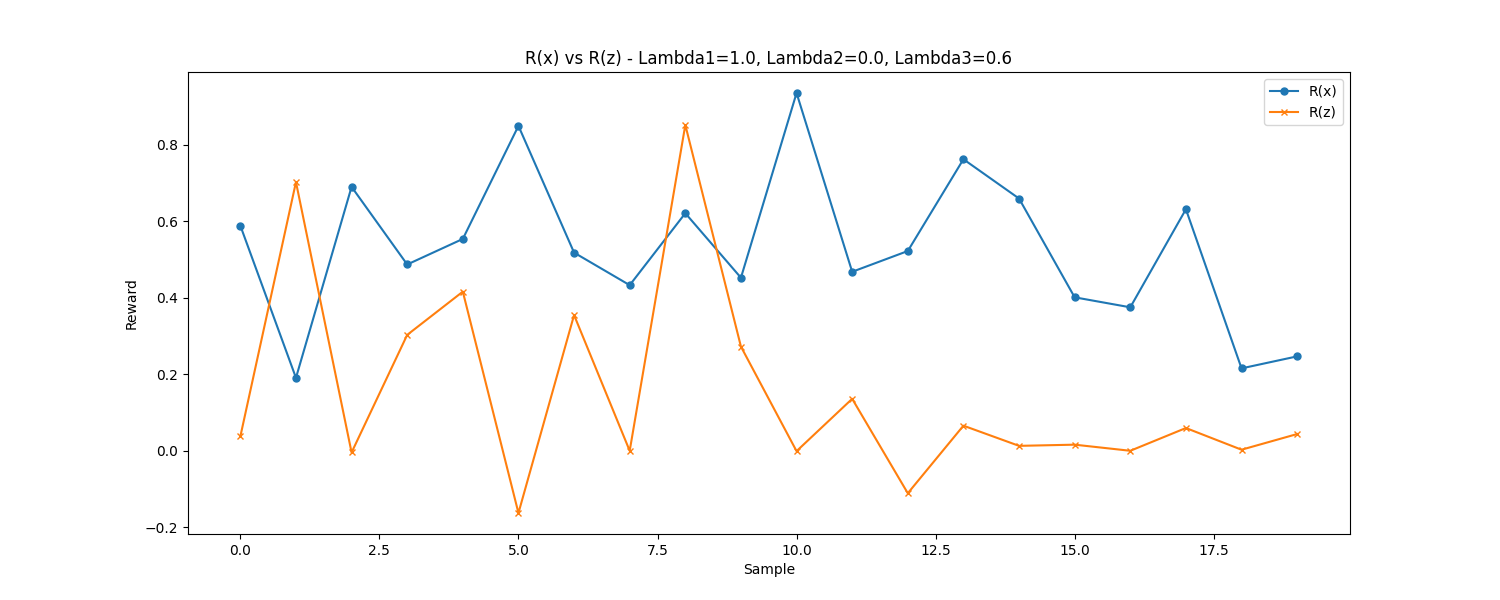 R(x) vs R(z) - Lambda1=1.0, Lambda2=0.0, Lambda3=0.6
R(x)
R(z)
Reward
0.8
0.6
0.4
0.2
0.0
−0.2
0.0 2.5 5.0 7.5 10.0 12.5 15.0 17.5
Sample